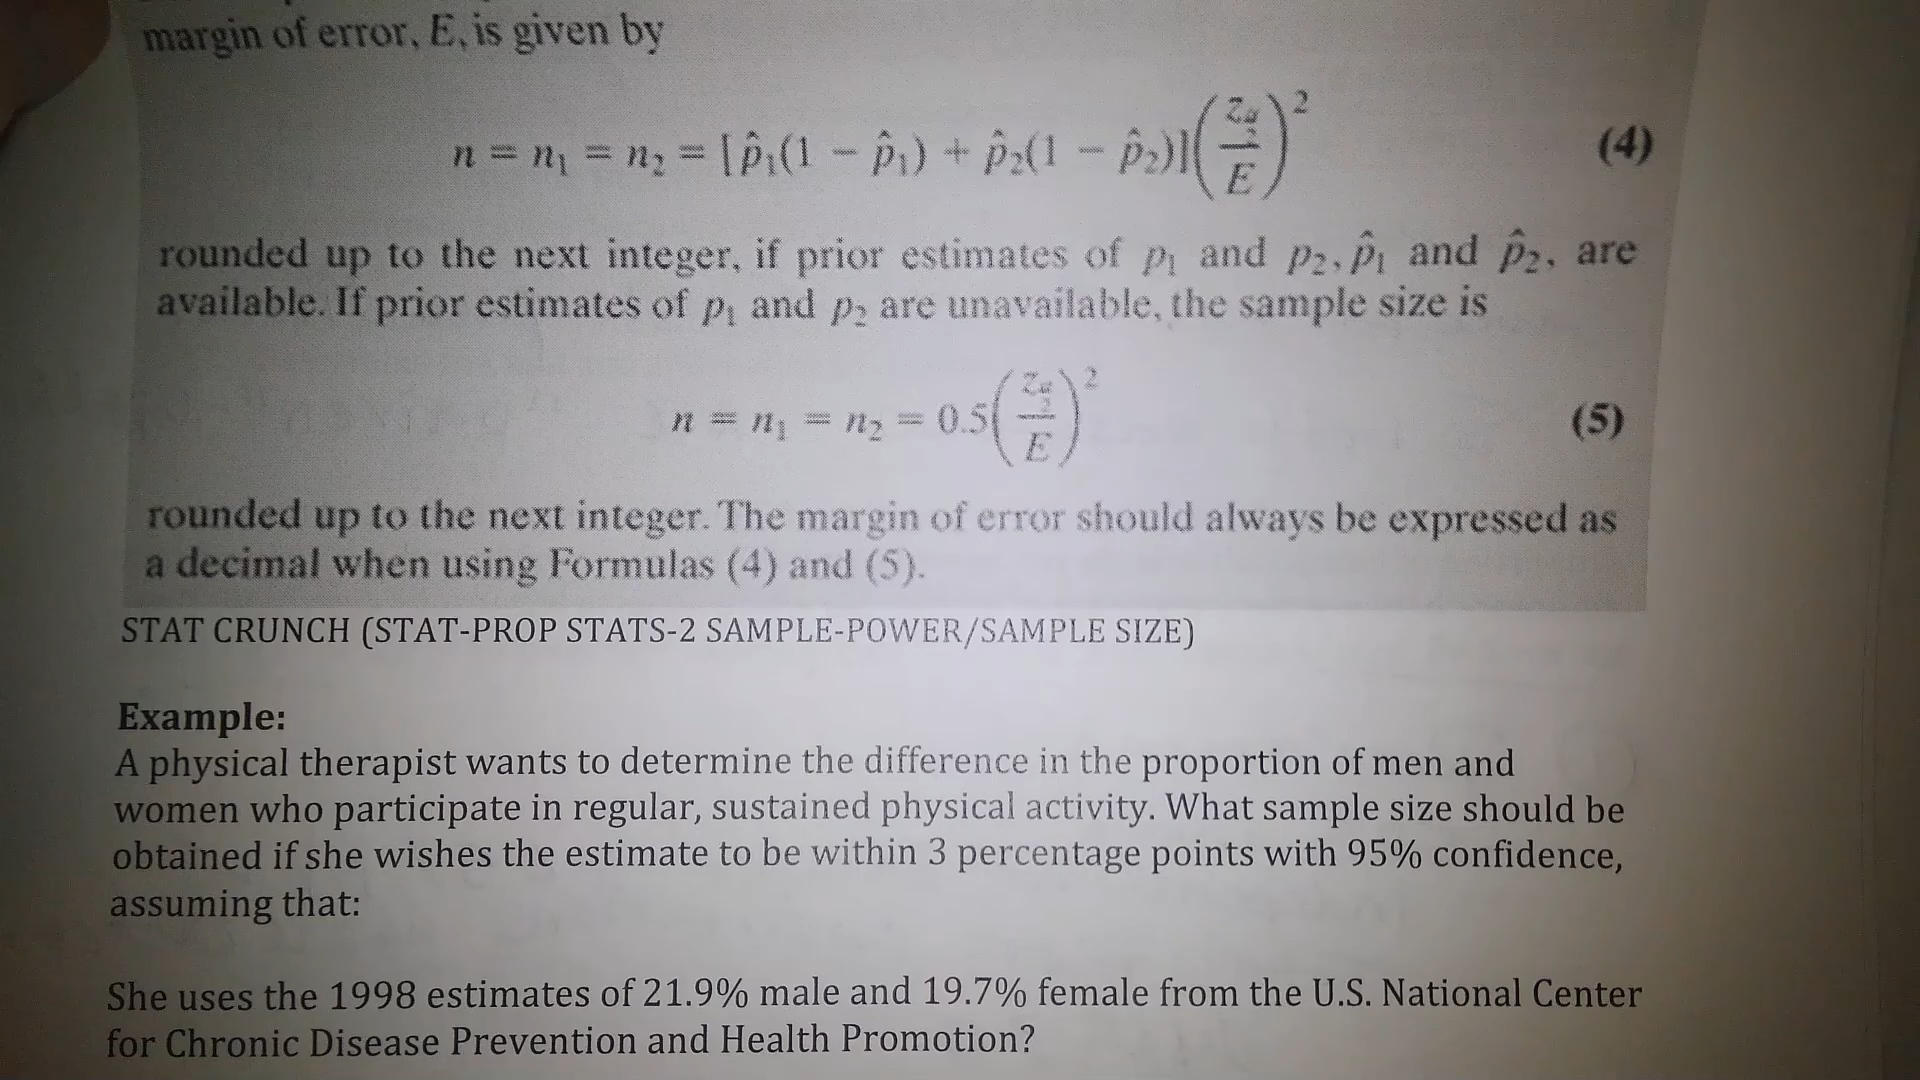 margin of error, E, is given by
n = n₁ = n₂ = [p̂₁(1 − p̂₁) + p̂₂(1 − p̂₂)](z_{α/2}/E)² (4)
rounded up to the next integer, if prior estimates of p₁ and p₂, p̂₁ and p̂₂, are
available. If prior estimates of p₁ and p₂ are unavailable, the sample size is
n = n₁ = n₂ = 0.5(z_{α/2}/E)² (5)
rounded up to the next integer. The margin of error should always be expressed as
a decimal when using Formulas (4) and (5).
STAT CRUNCH (STAT-PROP STATS-2 SAMPLE-POWER/SAMPLE SIZE)
Example:
A physical therapist wants to determine the difference in the proportion of men and
women who participate in regular, sustained physical activity. What sample size should be
obtained if she wishes the estimate to be within 3 percentage points with 95% confidence,
assuming that:
She uses the 1998 estimates of 21.9% male and 19.7% female from the U.S. National Center
for Chronic Disease Prevention and Health Promotion?